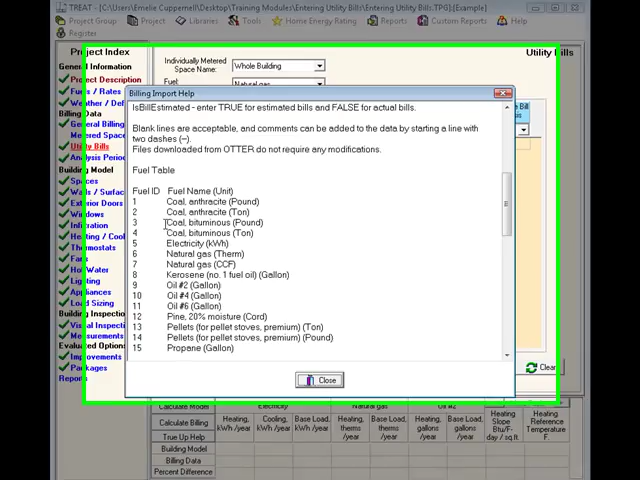 TREAT - C:\Users\Emelie Cuppernell\Desktop\Training Modules\Entering Utility Bills\Entering Utility Bills.TPG:[Example]
Project Group
Project
Libraries
Tools
Home Energy Rating
Reports
Custom Reports
Help
Register
Project Index
General Information
Project Description
Fuels / Rates
Weather / De
Billing Data
General Billing
Metered Space
Utility Bills
Analysis Period
Building Model
Spaces
Walls / Surfac
Exterior Doors
Windows
Infiltration
Heating / Cool
Thermostats
Fans
Hot Water
Lighting
Appliances
Load Sizing
Building Inspectio
Visual Inspecti
Measurements
Evaluated Options
Improvements
Packages
Reports
Individually Metered
Space Name:
Whole Building
Utility Bills
Fuel:
Natural gas
Billing Import Help
IsBillEstimated - enter TRUE for estimated bills and FALSE for actual bills.
Blank lines are acceptable, and comments can be added to the data by starting a line with
two dashes (--).
Files downloaded from OTTER do not require any modifications.
Fuel Table
Fuel ID Fuel Name (Unit)
1 Coal, anthracite (Pound)
2 Coal, anthracite (Ton)
3 Coal, bituminous (Pound)
4 Coal, bituminous (Ton)
5 Electricity (kWh)
6 Natural gas (Therm)
7 Natural gas (CCF)
8 Kerosene (no. 1 fuel oil) (Gallon)
9 Oil #2 (Gallon)
10 Oil #4 (Gallon)
11 Oil #6 (Gallon)
12 Pine, 20% moisture (Cord)
13 Pellets (for pellet stoves, premium) (Ton)
14 Pellets (for pellet stoves, premium) (Pound)
15 Propane (Gallon)
Close
e Bill
sis
Clear
Calculate Model
Calculate Billing
True Up Help
Building Model
Billing Data
Percent Difference
Electricity
Natural gas
Oil #2
Heating, kWh /year
Cooling, kWh /year
Base Load, kWh /year
Heating, therms /year
Base Load, therms /year
Heating, gallons /year
Base Load, gallons /year
Heating Slope Btu/F-day / sq.ft.
Heating Reference Temperature F.